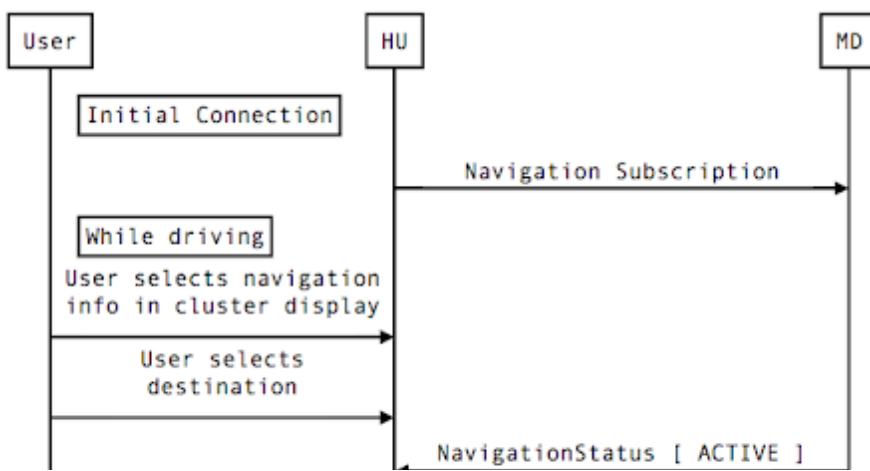 User
HU
MD
Initial Connection
Navigation Subscription
While driving
User selects navigation
info in cluster display
User selects
destination
NavigationStatus [ ACTIVE ]